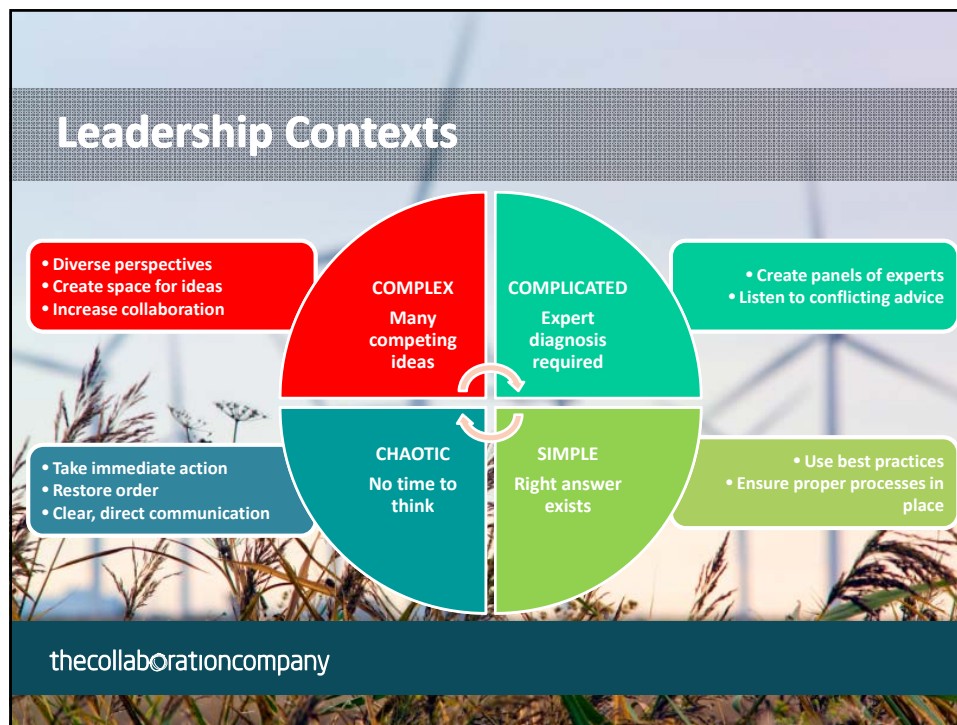 Leadership Contexts
• Diverse perspectives
• Create space for ideas
• Increase collaboration
COMPLEX
Many
competing
ideas
COMPLICATED
Expert
diagnosis
required
• Create panels of experts
• Listen to conflicting advice
• Take immediate action
• Restore order
• Clear, direct communication
CHAOTIC
No time to
think
SIMPLE
Right answer
exists
• Use best practices
• Ensure proper processes in
place
thecollaborationcompany